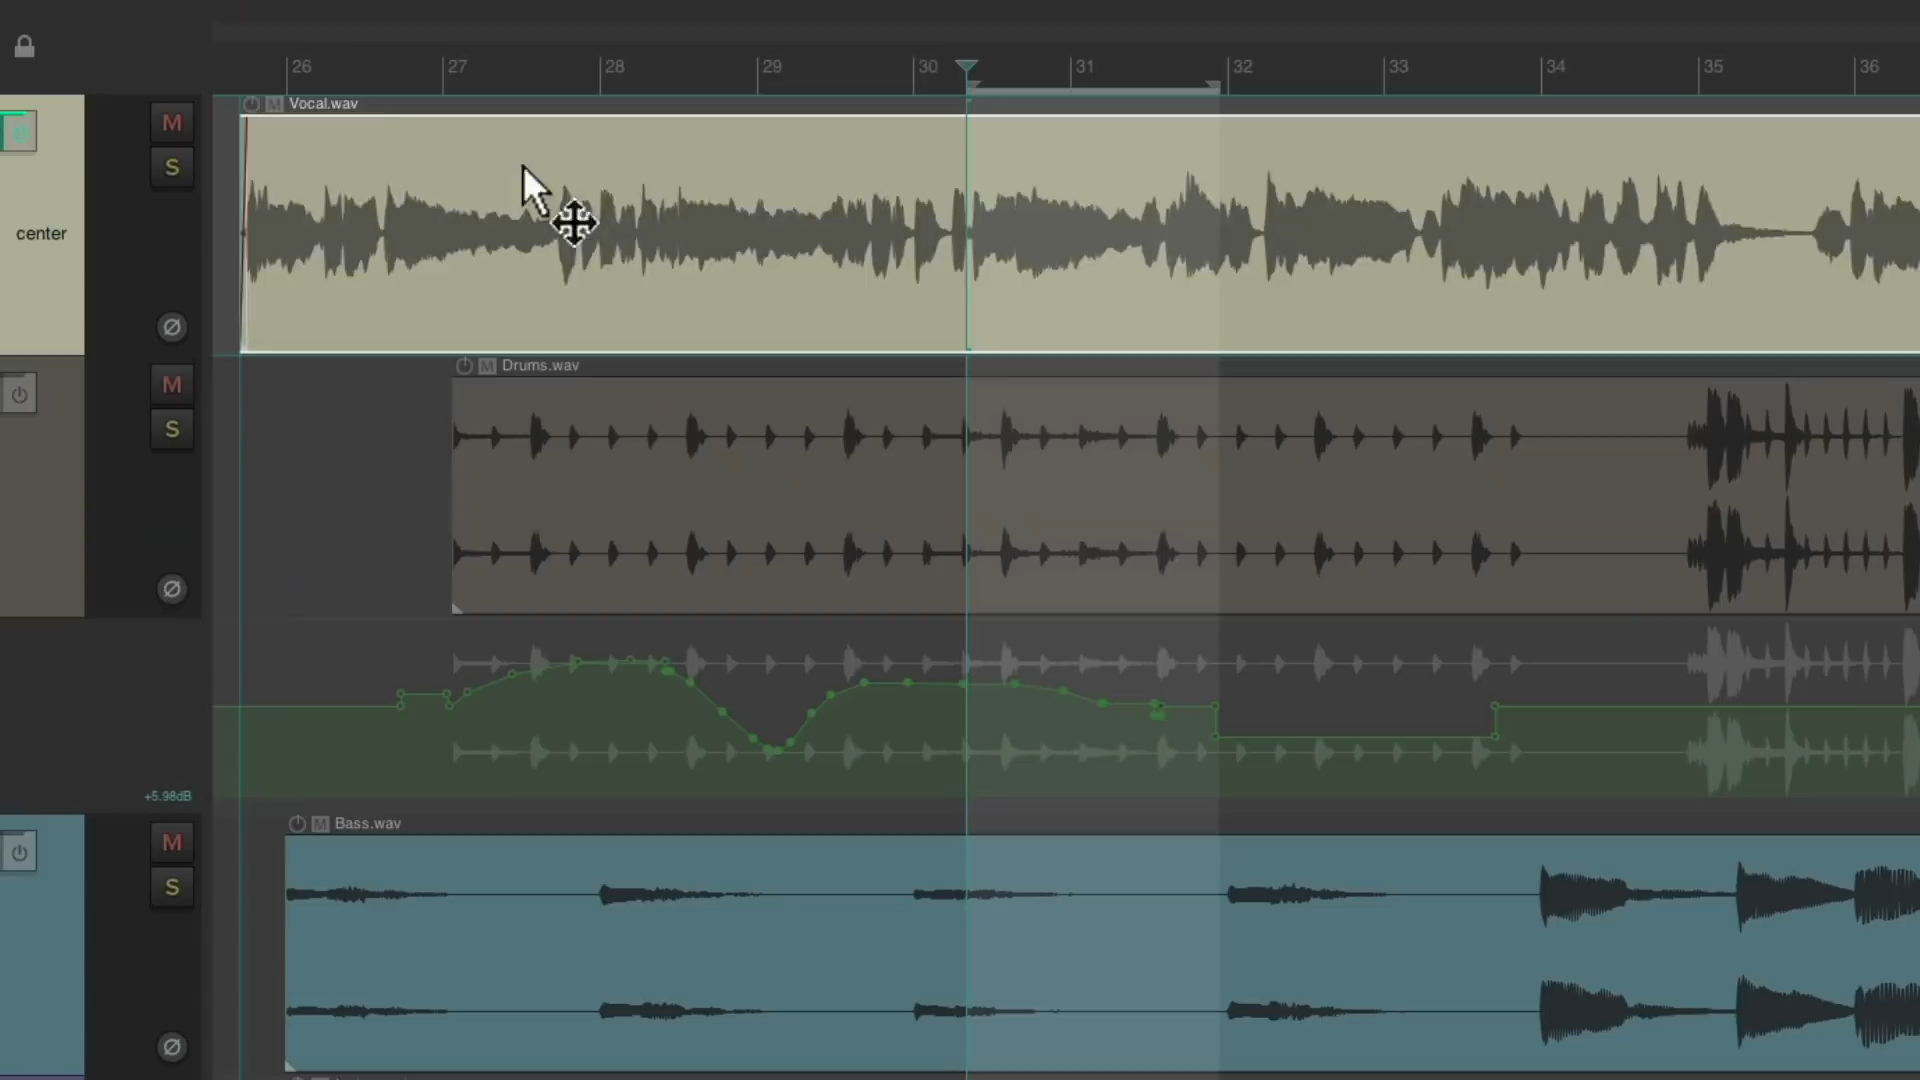 26 27 28 29 30 31 32 33 34 35 36
M Vocal.wav
M
S
center
Ø
M Drums.wav
M
S
Ø
+5.98dB
M Bass.wav
M
S
Ø